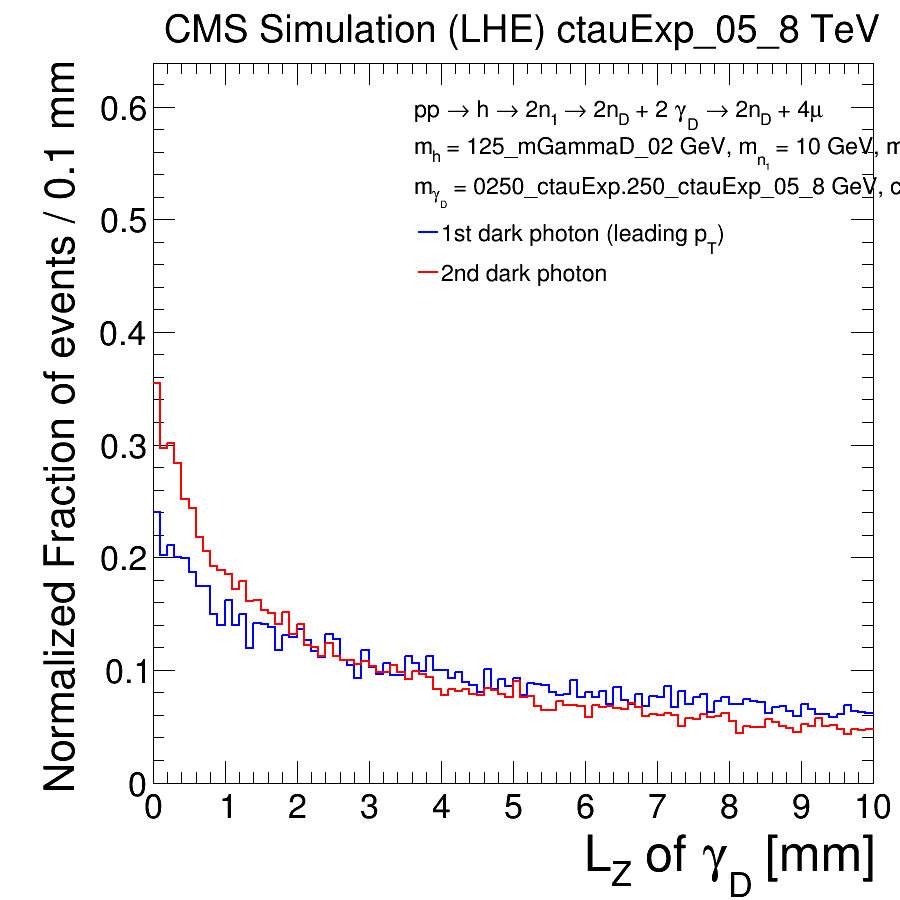 CMS Simulation (LHE) ctauExp_05_8 TeV
Normalized Fraction of events / 0.1 mm
0.6
0.5
0.4
0.3
0.2
0.1
0
pp → h → 2n1 → 2nD + 2 γD → 2nD + 4μ
mh = 125_mGammaD_02 GeV, mn1 = 10 GeV, m
mγD = 0250_ctauExp.250_ctauExp_05_8 GeV, c
1st dark photon (leading pT)
2nd dark photon
0 1 2 3 4 5 6 7 8 9 10
LZ of γD [mm]